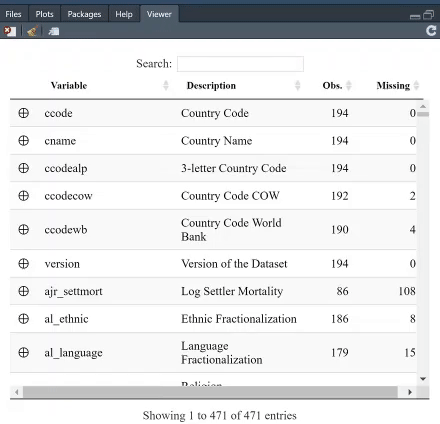 Files Plots Packages Help Viewer
Search:
Variable Description Obs. Missing
ccode Country Code 194 0
cname Country Name 194 0
ccodealp 3-letter Country Code 194 0
ccodecow Country Code COW 192 2
ccodewb Country Code World
Bank 190 4
version Version of the Dataset 194 0
ajr_settmort Log Settler Mortality 86 108
al_ethnic Ethnic Fractionalization 186 8
al_language Language
Fractionalization 179 15
Religion
Showing 1 to 471 of 471 entries